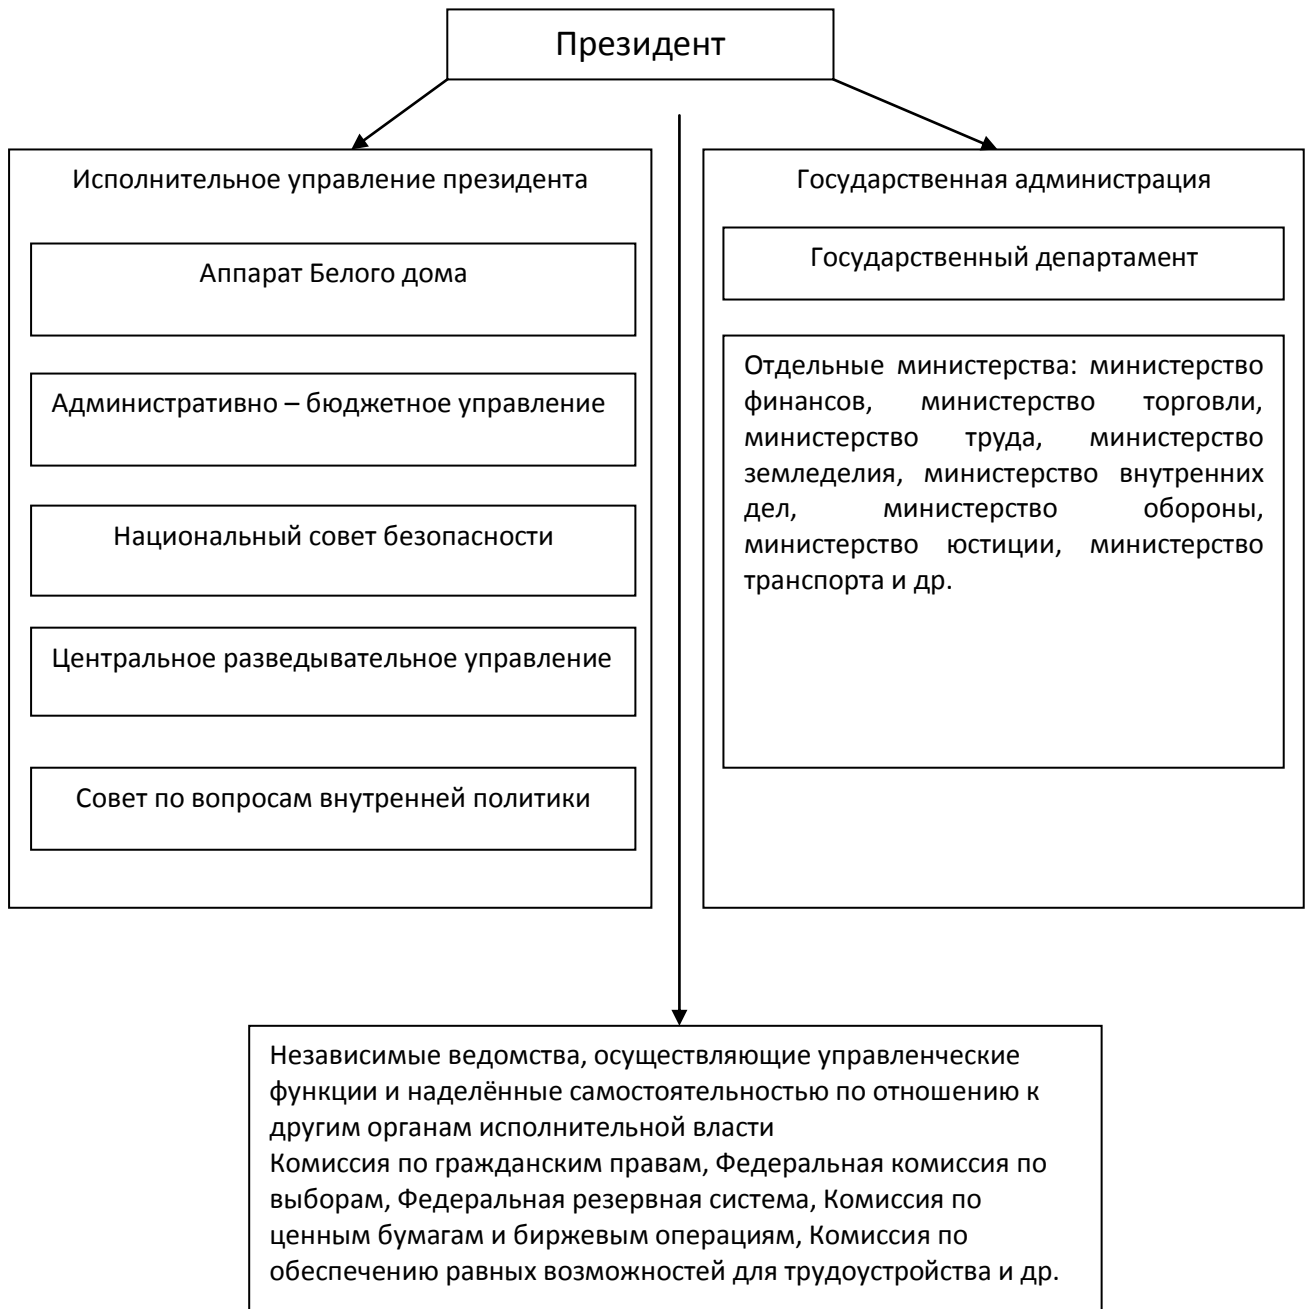 Президент
Исполнительное управление президента
Аппарат Белого дома
Административно – бюджетное управление
Национальный совет безопасности
Центральное разведывательное управление
Совет по вопросам внутренней политики
Государственная администрация
Государственный департамент
Отдельные министерства: министерство
финансов, министерство торговли,
министерство труда, министерство
земледелия, министерство внутренних
дел, министерство обороны,
министерство юстиции, министерство
транспорта и др.
Независимые ведомства, осуществляющие управленческие
функции и наделённые самостоятельностью по отношению к
другим органам исполнительной власти
Комиссия по гражданским правам, Федеральная комиссия по
выборам, Федеральная резервная система, Комиссия по
ценным бумагам и биржевым операциям, Комиссия по
обеспечению равных возможностей для трудоустройства и др.